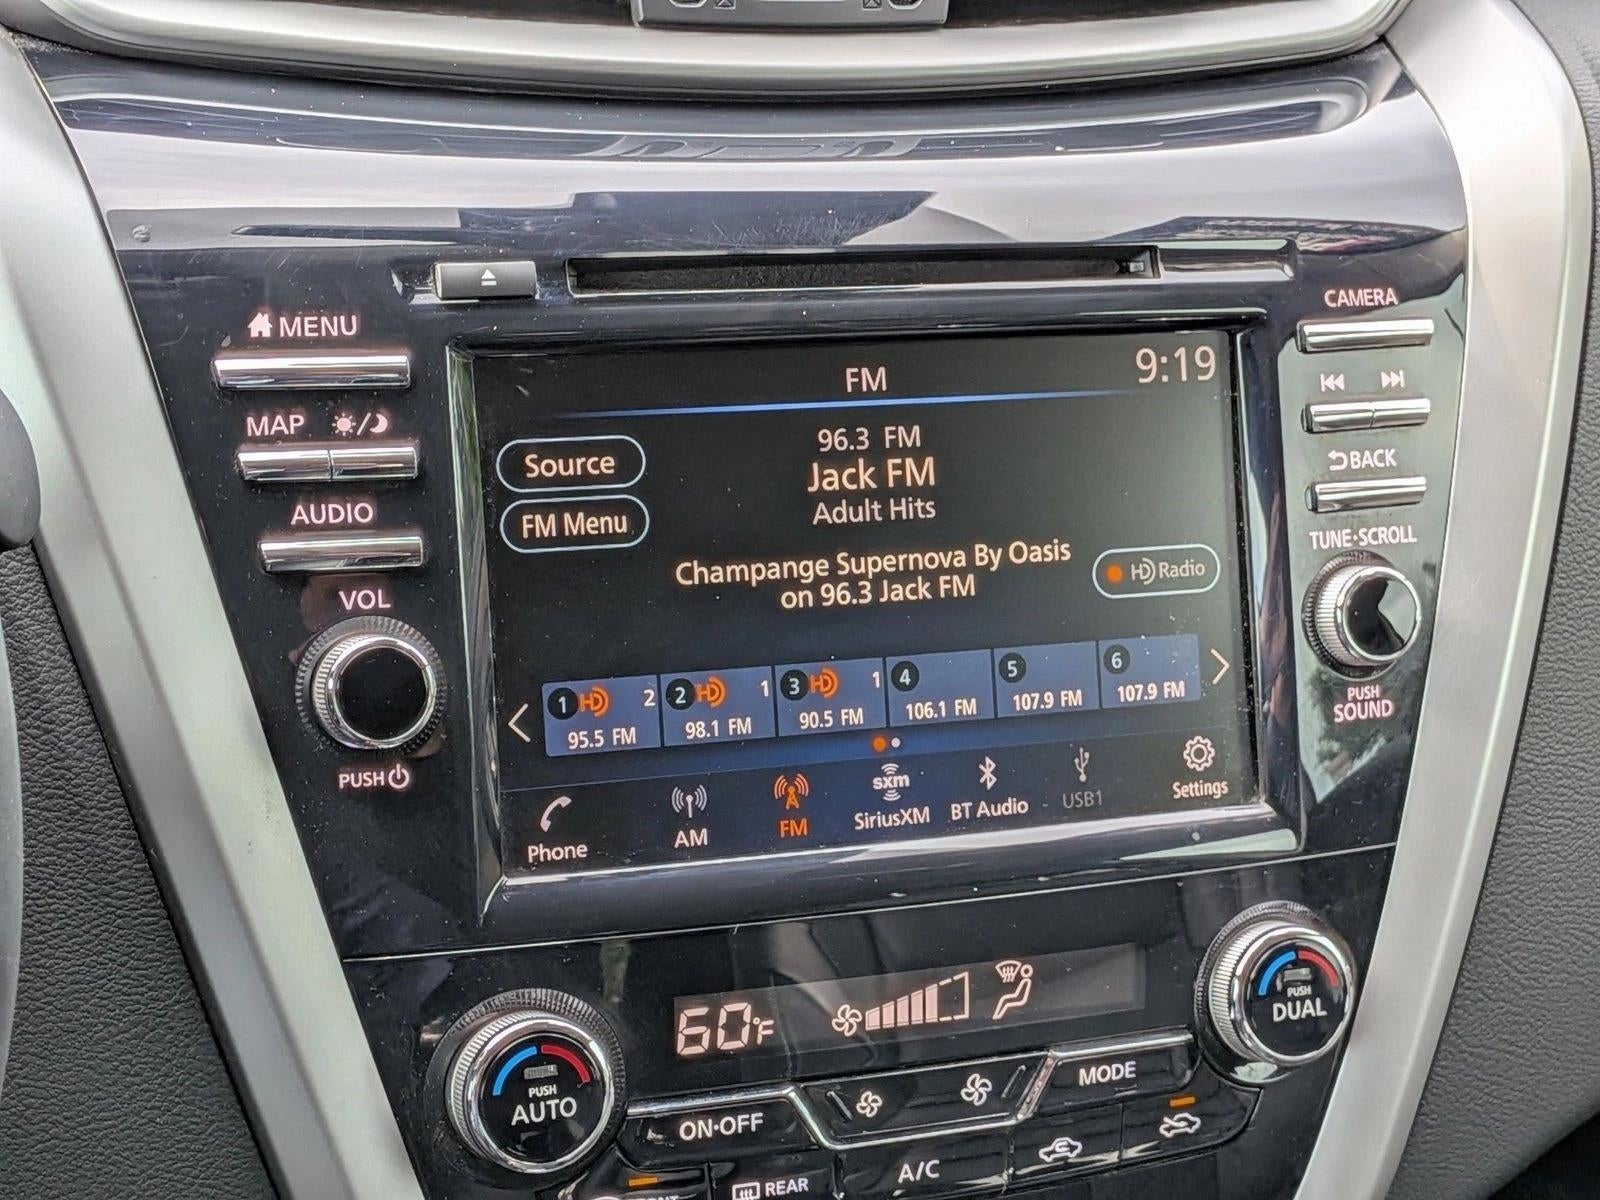 MENU
MAP
AUDIO
VOL
PUSH
FM
9:19
Source
FM Menu
96.3 FM
Jack FM
Adult Hits
Champange Supernova By Oasis
on 96.3 Jack FM
HD Radio
1 HD 2
95.5 FM
2 HD 1
98.1 FM
3 HD 1
90.5 FM
4
106.1 FM
5
107.9 FM
6
107.9 FM
Phone
AM
FM
sxm
SiriusXM
BT Audio
USB1
Settings
CAMERA
BACK
TUNE·SCROLL
PUSH
SOUND
60°F
PUSH
AUTO
PUSH
DUAL
ON·OFF
MODE
A/C
REAR